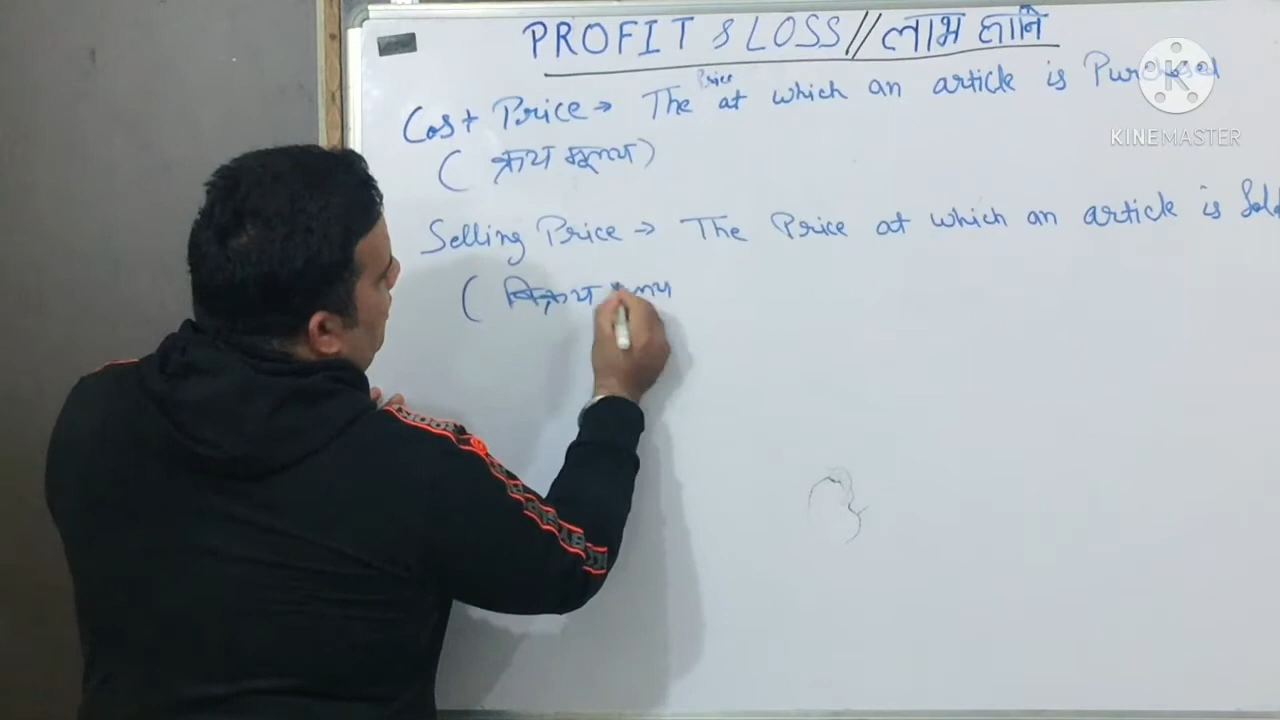 PROFIT & LOSS // लाभ हानि
Cost Price → The Price at which an article is Purchased
( क्रय मूल्य )
Selling Price → The Price at which an article is Sold
( विक्रय मूल्य
KINEMASTER